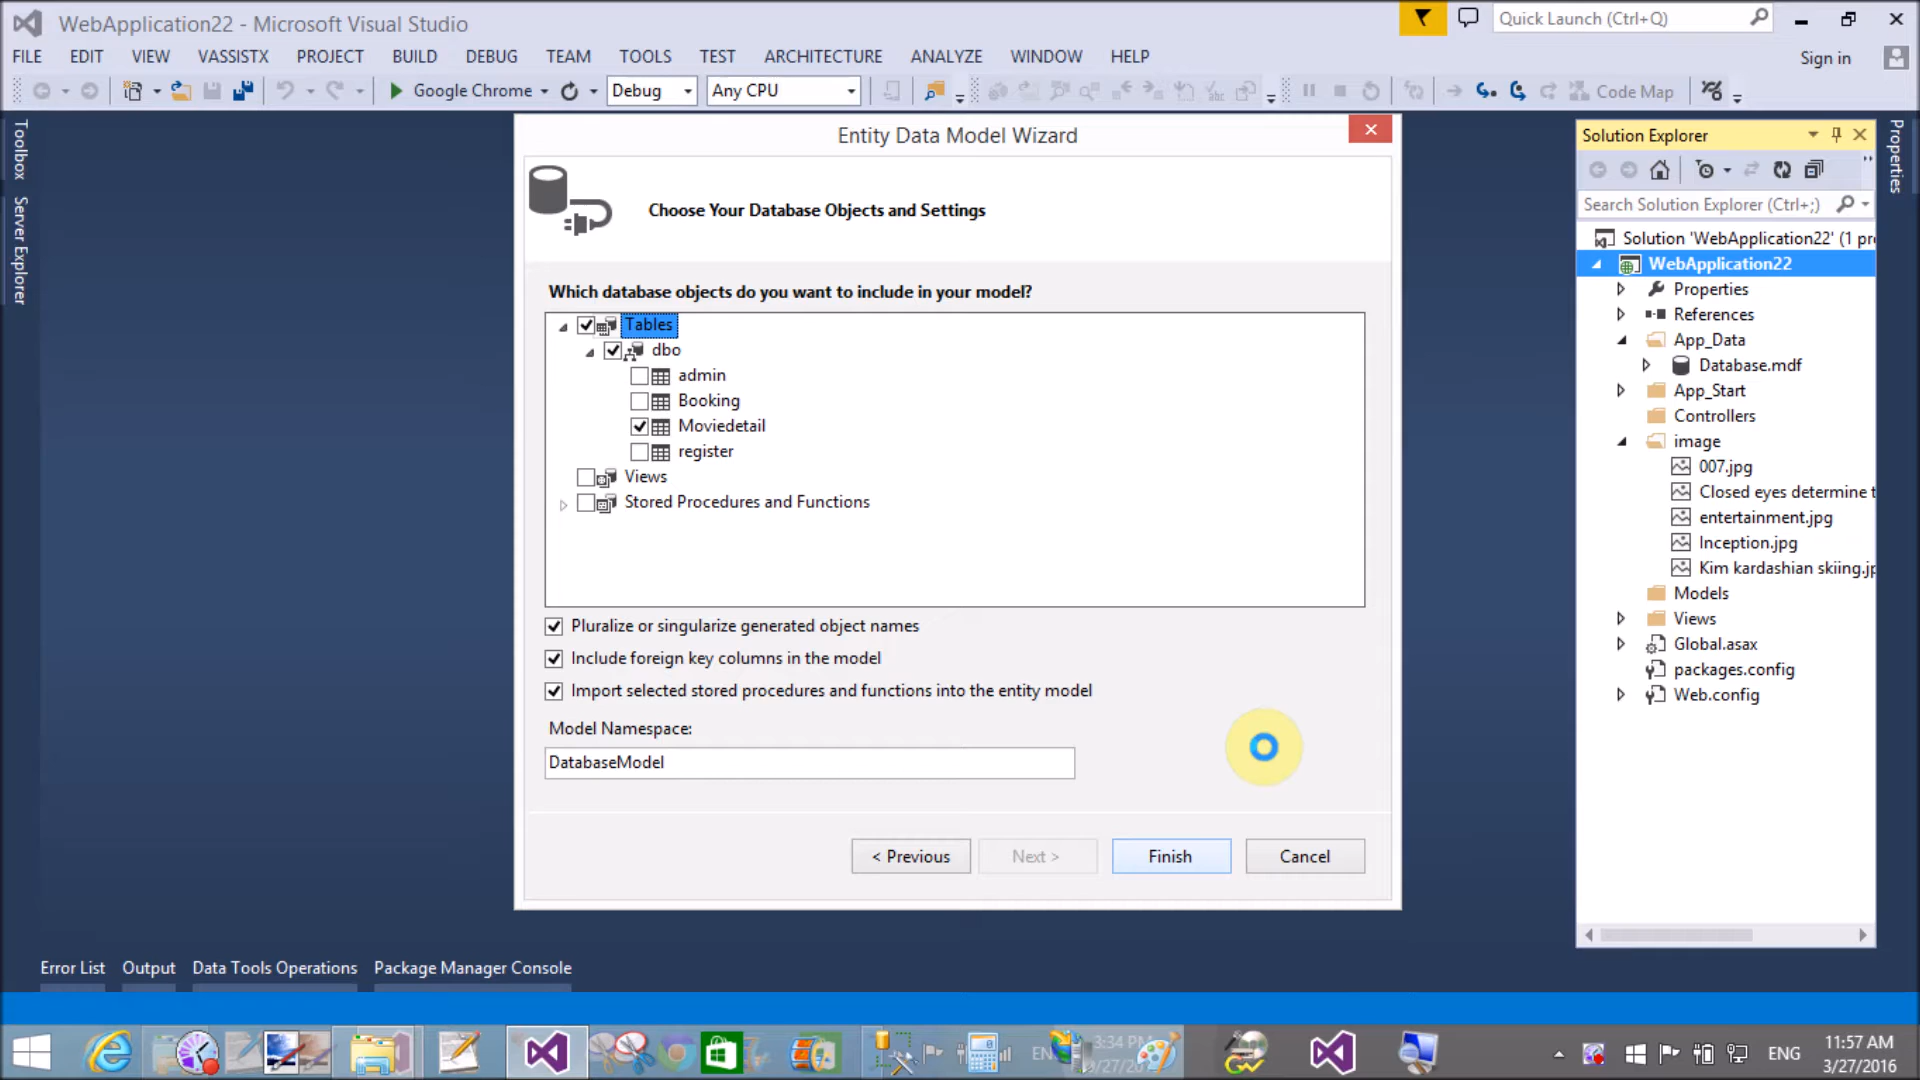 WebApplication22 - Microsoft Visual Studio
Quick Launch (Ctrl+Q)
FILE EDIT VIEW VASSISTX PROJECT BUILD DEBUG TEAM TOOLS TEST ARCHITECTURE ANALYZE WINDOW HELP
Sign in
Google Chrome Debug Any CPU Code Map
Toolbox
Server Explorer
Entity Data Model Wizard
Choose Your Database Objects and Settings
Which database objects do you want to include in your model?
Tables
dbo
admin
Booking
Moviedetail
register
Views
Stored Procedures and Functions
Pluralize or singularize generated object names
Include foreign key columns in the model
Import selected stored procedures and functions into the entity model
Model Namespace:
DatabaseModel
< Previous Next > Finish Cancel
Solution Explorer
Search Solution Explorer (Ctrl+;)
Solution 'WebApplication22' (1 pr
WebApplication22
Properties
References
App_Data
Database.mdf
App_Start
Controllers
image
007.jpg
Closed eyes determine t
entertainment.jpg
Inception.jpg
Kim kardashian skiing.jp
Models
Views
Global.asax
packages.config
Web.config
Properties
Error List Output Data Tools Operations Package Manager Console
EN
3:34 PM
ENG
11:57 AM
3/27/2016